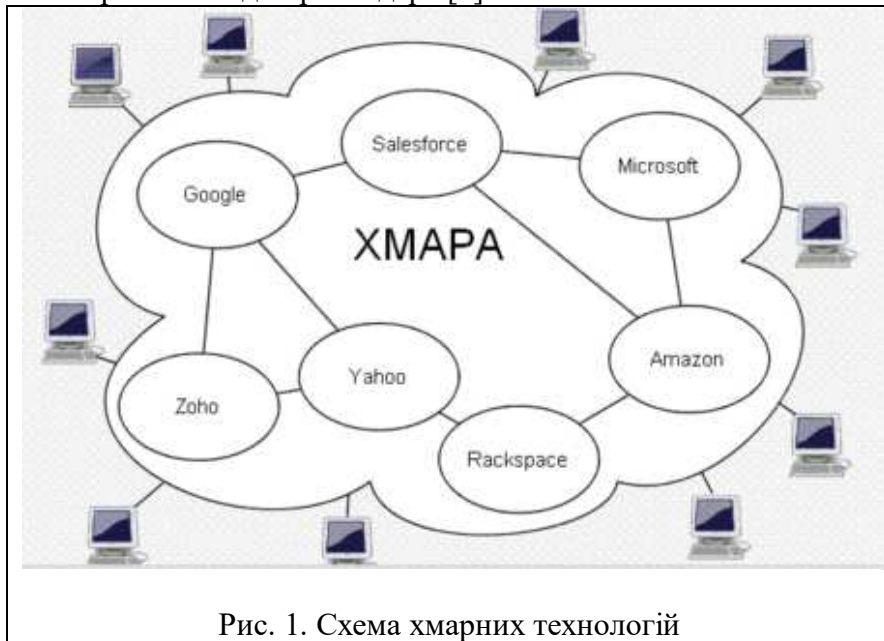 Salesforce
Microsoft
Google
ХМАРА
Amazon
Yahoo
Zoho
Rackspace
Рис. 1. Схема хмарних технологій